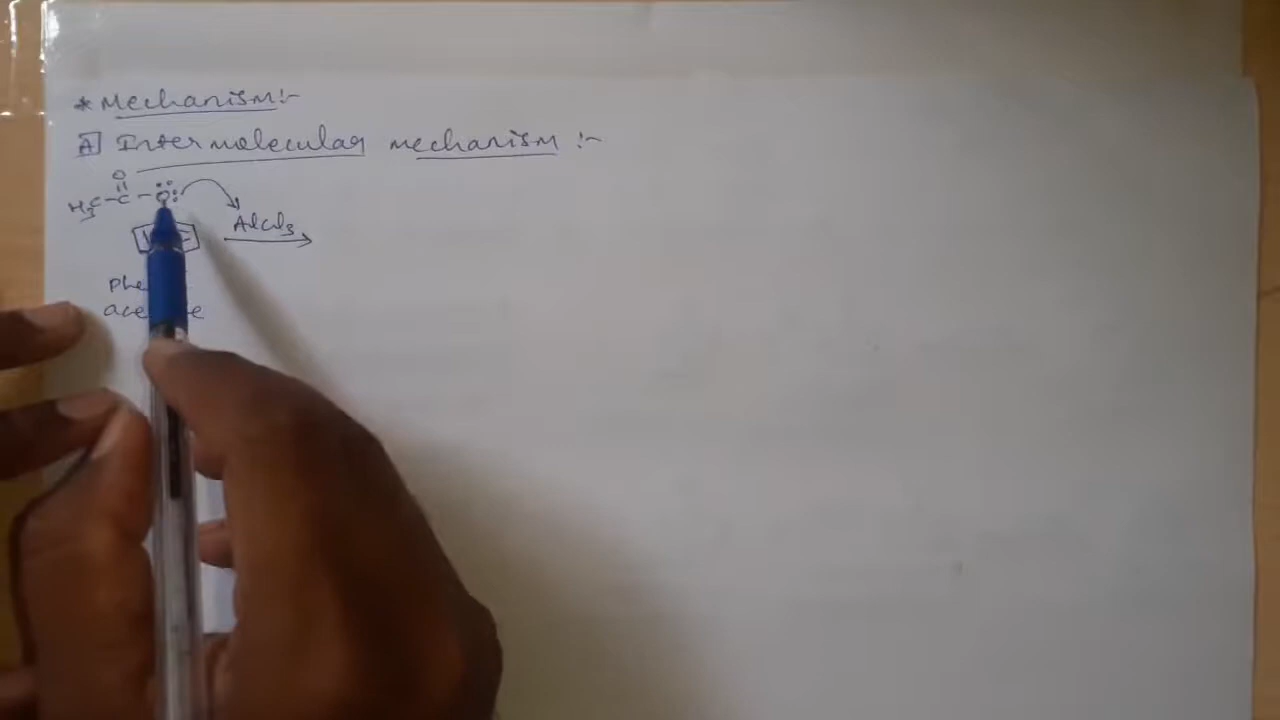 * Mechanism:-
A Intermolecular mechanism :-
O
H3C-C-O:
AlCl3